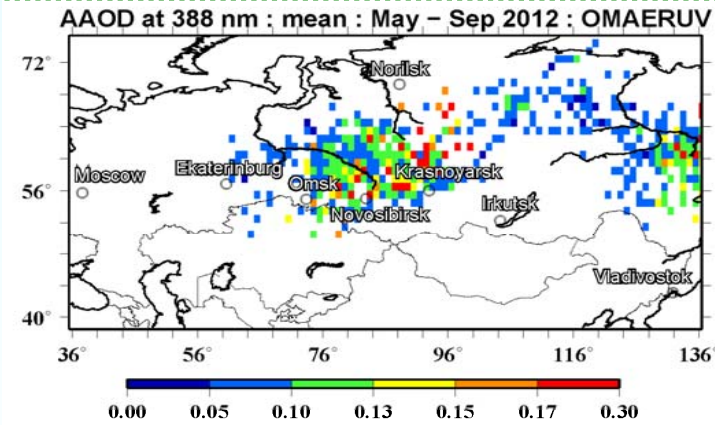 AAOD at 388 nm : mean : May − Sep 2012 : OMAERUV
72°
Norilsk
Moscow
Ekaterinburg
Omsk
Krasnoyarsk
56°
Novosibirsk
Irkutsk
Vladivostok
40°
36° 56° 76° 96° 116° 136°
0.00 0.05 0.10 0.13 0.15 0.17 0.30